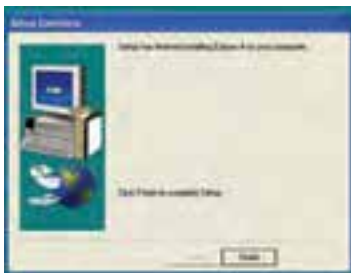 Setup Complete
Setup has finished installing on your computer.
Click Finish to complete Setup.
Finish